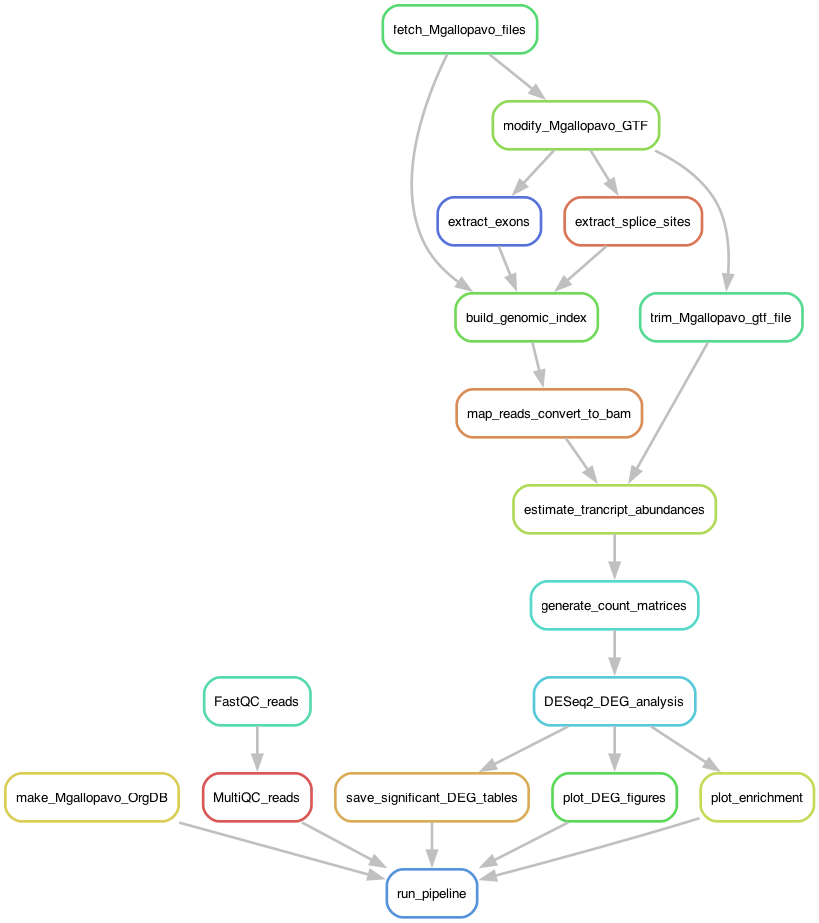 fetch_Mgallopavo_files
modify_Mgallopavo_GTF
extract_exons
extract_splice_sites
build_genomic_index
trim_Mgallopavo_gtf_file
map_reads_convert_to_bam
estimate_trancript_abundances
generate_count_matrices
FastQC_reads
DESeq2_DEG_analysis
make_Mgallopavo_OrgDB
MultiQC_reads
save_significant_DEG_tables
plot_DEG_figures
plot_enrichment
run_pipeline